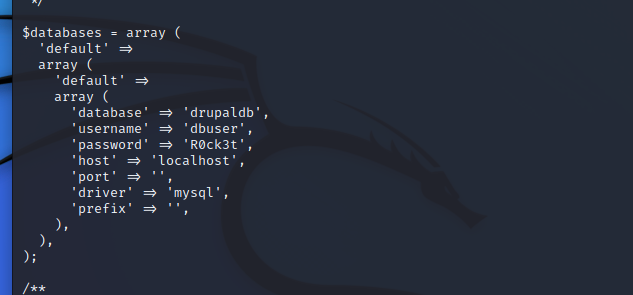 */
$databases = array (
'default' =>
array (
'default' =>
array (
'database' => 'drupaldb',
'username' => 'dbuser',
'password' => 'R0ck3t',
'host' => 'localhost',
'port' => '',
'driver' => 'mysql',
'prefix' => '',
),
),
);
/**